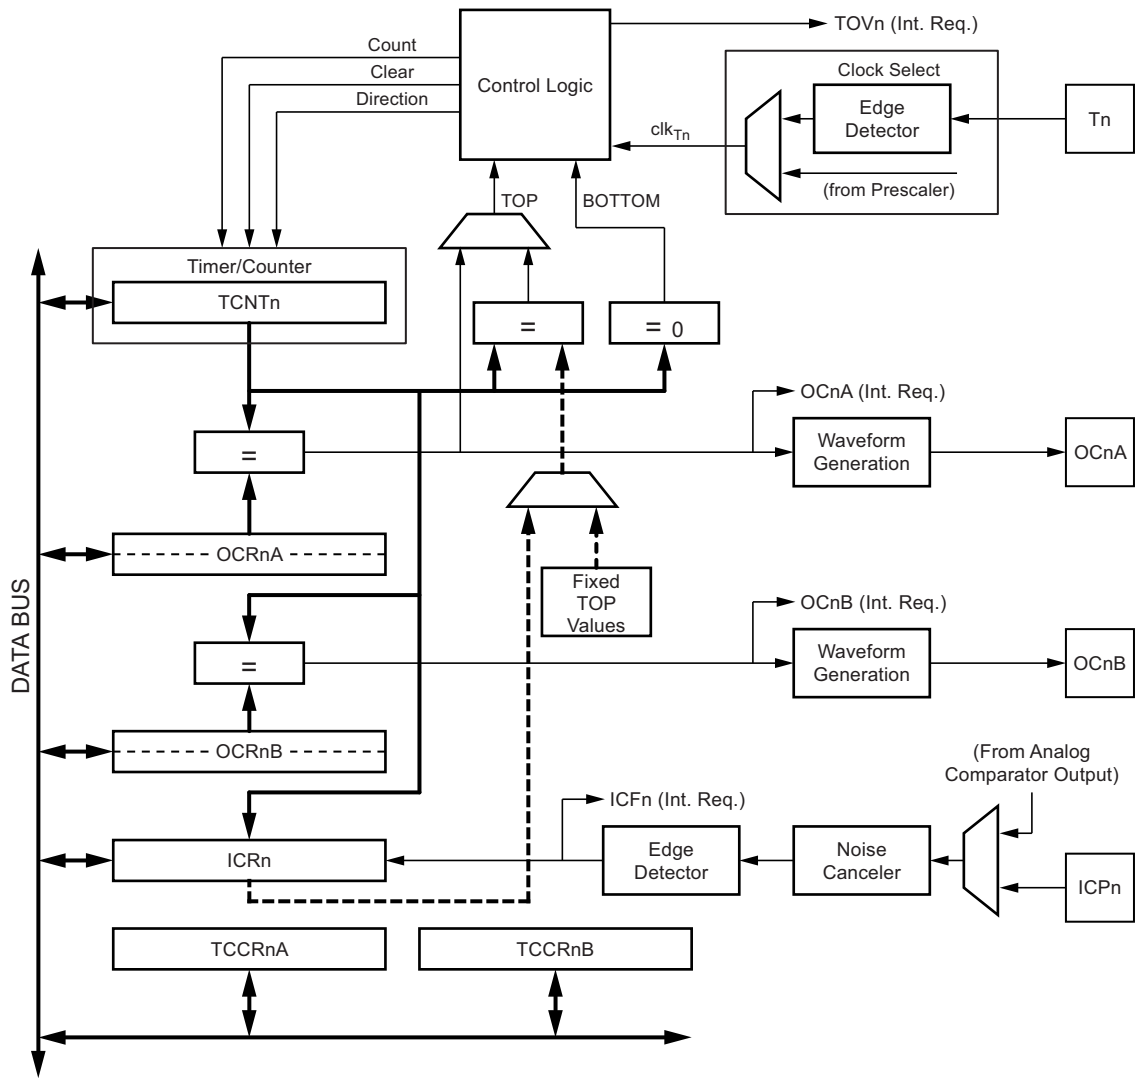 TOVn (Int. Req.)
Count
Clear
Direction
Control Logic
Clock Select
Edge
Detector
Tn
clkTn
(from Prescaler)
TOP
BOTTOM
Timer/Counter
TCNTn
=
= 0
OCnA (Int. Req.)
=
Waveform
Generation
OCnA
OCRnA
Fixed
TOP
Values
DATA BUS
OCnB (Int. Req.)
=
Waveform
Generation
OCnB
OCRnB
(From Analog
Comparator Output)
ICFn (Int. Req.)
ICRn
Edge
Detector
Noise
Canceler
ICPn
TCCRnA
TCCRnB